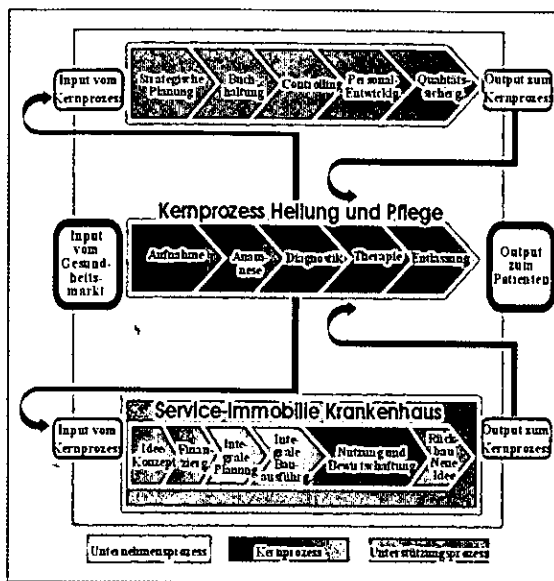 Input vom
Kernprozess
Strategische
Planung
Buch
haltung
Controlling
Personal-
Entwicklg
Qualitäts
sicherg
Output zum
Kernprozess
Kernprozess Heilung und Pflege
Input
vom
Gesund-
heits-
markt
Aufnahme
Anam-
nese
Diagnostik
Therapie
Entlassung
Output
zum
Patienten
Service-Immobilie Krankenhaus
Input vom
Kernprozess
Idee
Konzept
Finan-
zierg
Inte-
grale
Planung
Inte-
grale
Bau-
ausführg
Nutzung und
Bewirtschaftung
Rück-
bau
Neue
Idee
Output zum
Kernprozess
Unternehmensprozess
Kernprozess
Unterstützungsprozess